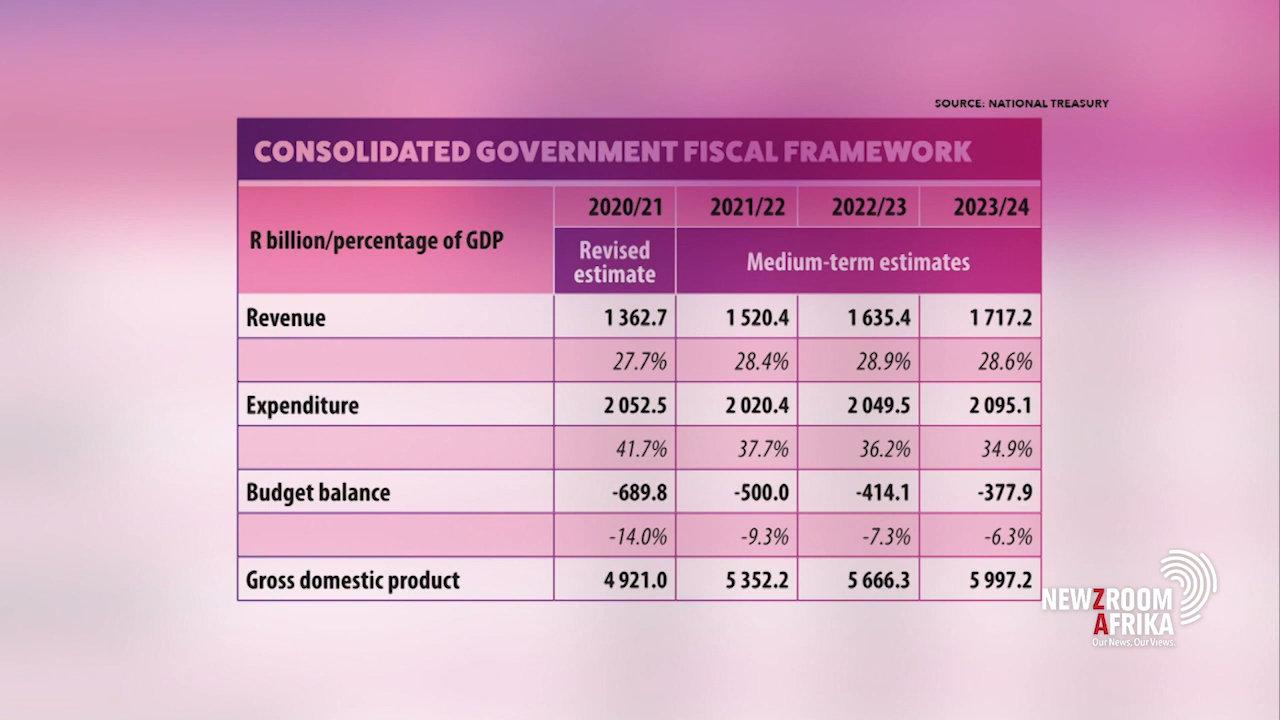 SOURCE: NATIONAL TREASURY
CONSOLIDATED GOVERNMENT FISCAL FRAMEWORK
R billion/percentage of GDP
2020/21 2021/22 2022/23 2023/24
Revised
estimate
Medium-term estimates
Revenue 1 362.7 1 520.4 1 635.4 1 717.2
27.7% 28.4% 28.9% 28.6%
Expenditure 2 052.5 2 020.4 2 049.5 2 095.1
41.7% 37.7% 36.2% 34.9%
Budget balance -689.8 -500.0 -414.1 -377.9
-14.0% -9.3% -7.3% -6.3%
Gross domestic product 4 921.0 5 352.2 5 666.3 5 997.2
NEWZROOM
AFRIKA
Our News, Our Views.